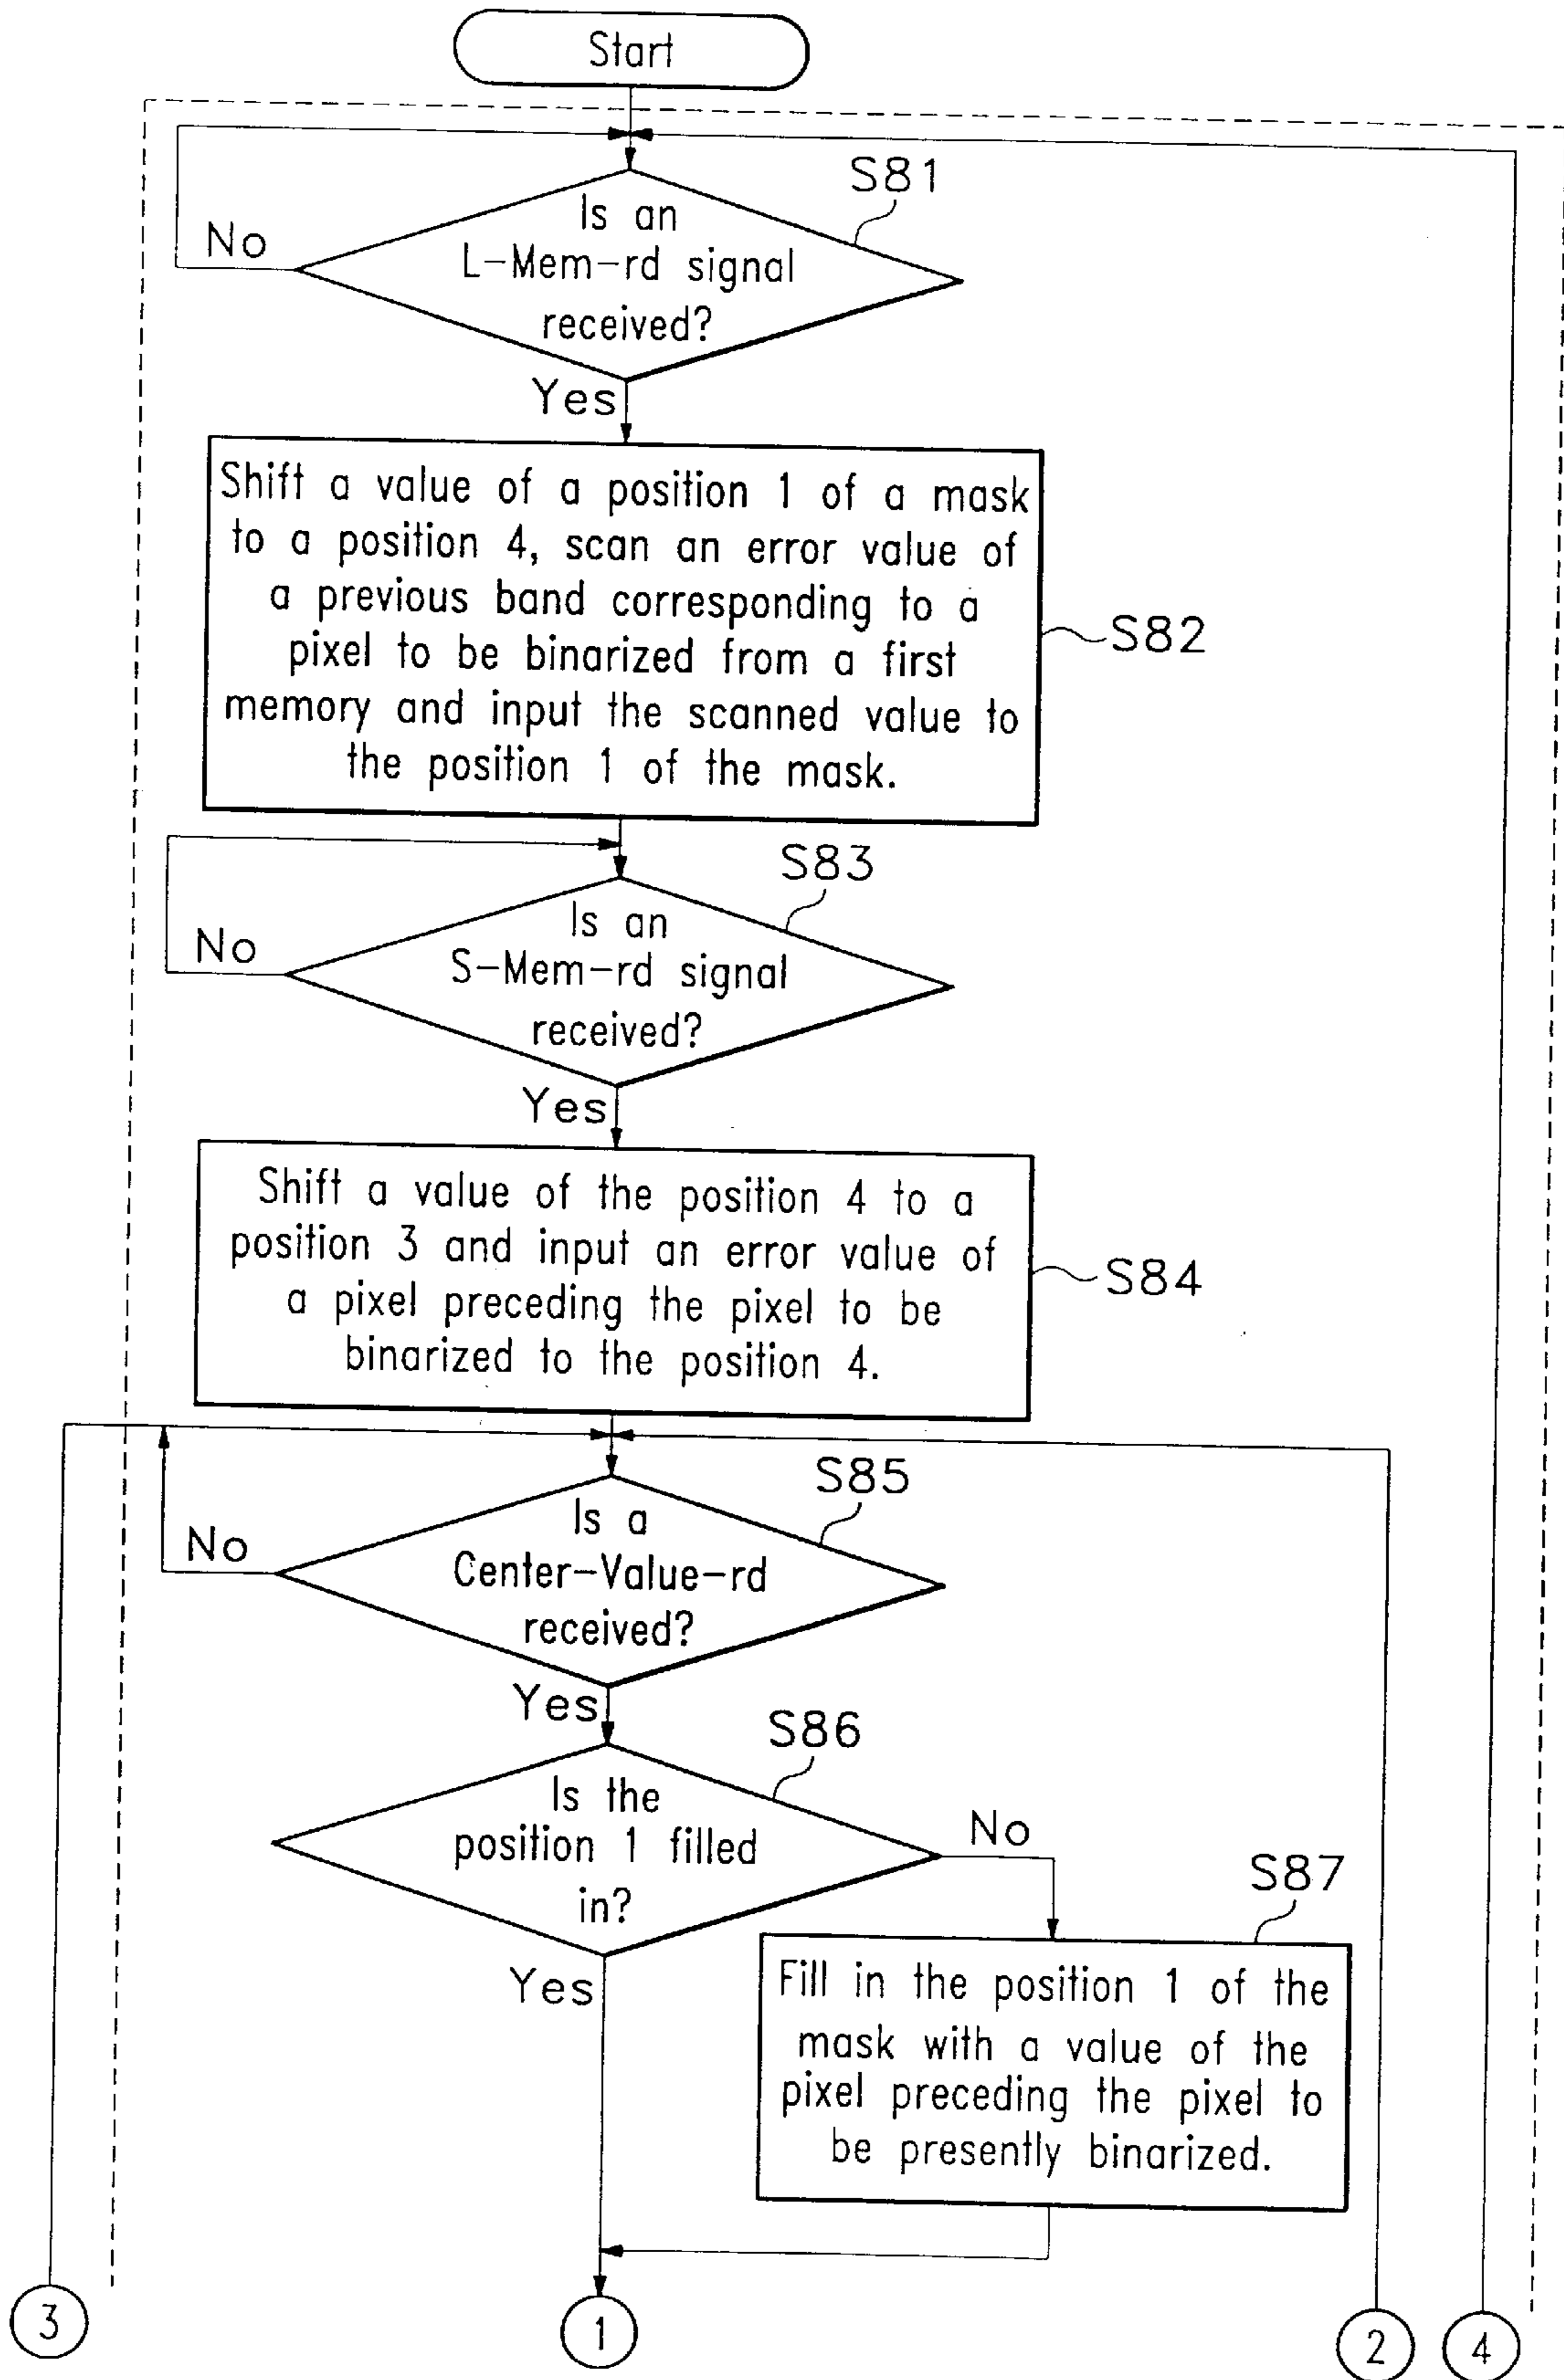 Start
S81
Is an
L-Mem-rd signal
received?
No
Yes
Shift a value of a position 1 of a mask
to a position 4, scan an error value of
a previous band corresponding to a
pixel to be binarized from a first
memory and input the scanned value to
the position 1 of the mask.
S82
S83
Is an
S-Mem-rd signal
received?
No
Yes
Shift a value of the position 4 to a
position 3 and input an error value of
a pixel preceding the pixel to be
binarized to the position 4.
S84
S85
Is a
Center-Value-rd
received?
No
Yes
S86
Is the
position 1 filled
in?
No
Yes
S87
Fill in the position 1 of the
mask with a value of the
pixel preceding the pixel to
be presently binarized.
3
1
2
4